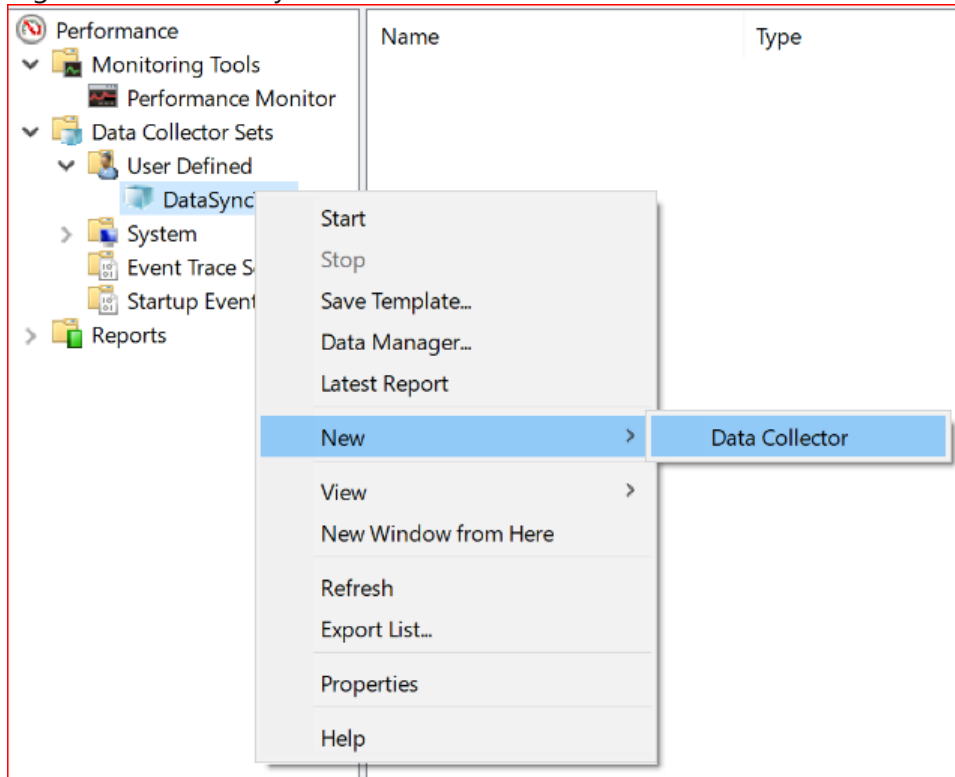 Performance
Name
Type
Monitoring Tools
Performance Monitor
Data Collector Sets
User Defined
DataSync
Start
System
Stop
Event Trace S
Startup Event
Save Template...
Reports
Data Manager...
Latest Report
New
Data Collector
View
New Window from Here
Refresh
Export List...
Properties
Help